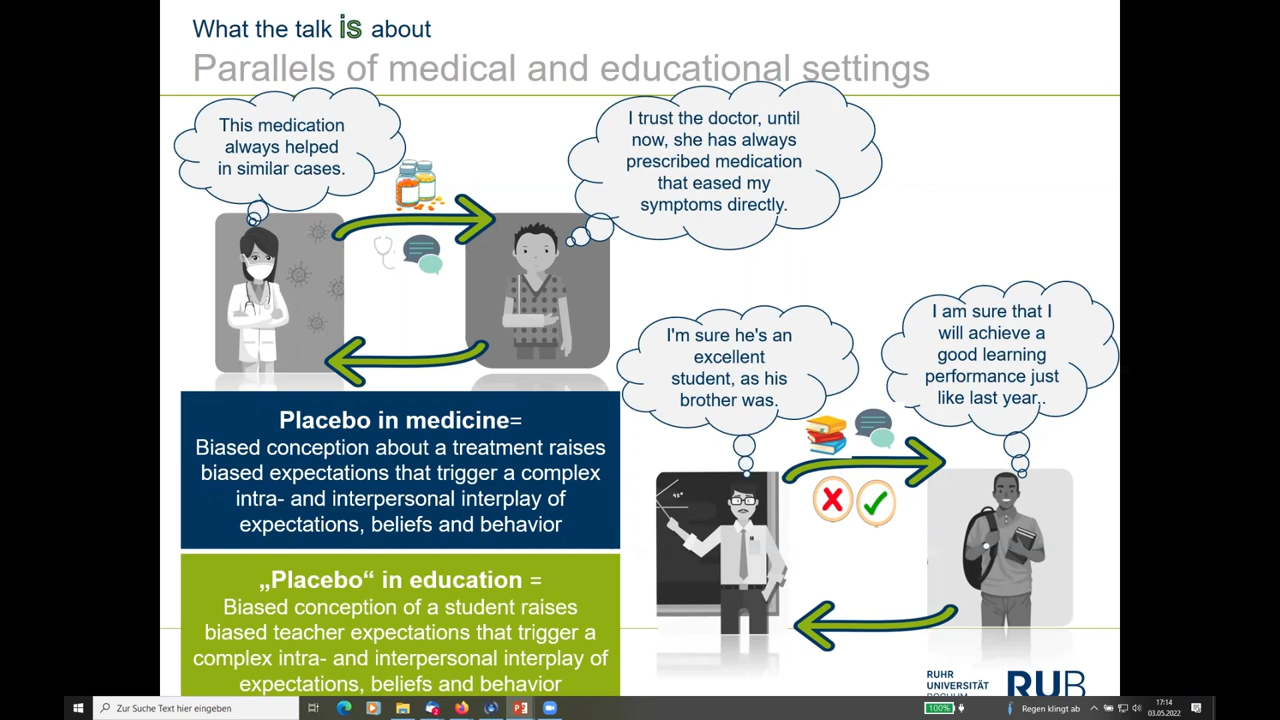 What the talk is about
Parallels of medical and educational settings
This medication
always helped
in similar cases.
I trust the doctor, until
now, she has always
prescribed medication
that eased my
symptoms directly.
I'm sure he's an
excellent
student, as his
brother was.
I am sure that I
will achieve a
good learning
performance just
like last year..
Placebo in medicine=
Biased conception about a treatment raises
biased expectations that trigger a complex
intra- and interpersonal interplay of
expectations, beliefs and behavior
„Placebo“ in education =
Biased conception of a student raises
biased teacher expectations that trigger a
complex intra- and interpersonal interplay of
expectations, beliefs and behavior
RUHR
UNIVERSITÄT
BOCHUM
RUB
Zur Suche Text hier eingeben
100%
Regen klingt ab
17:14
03.05.2022